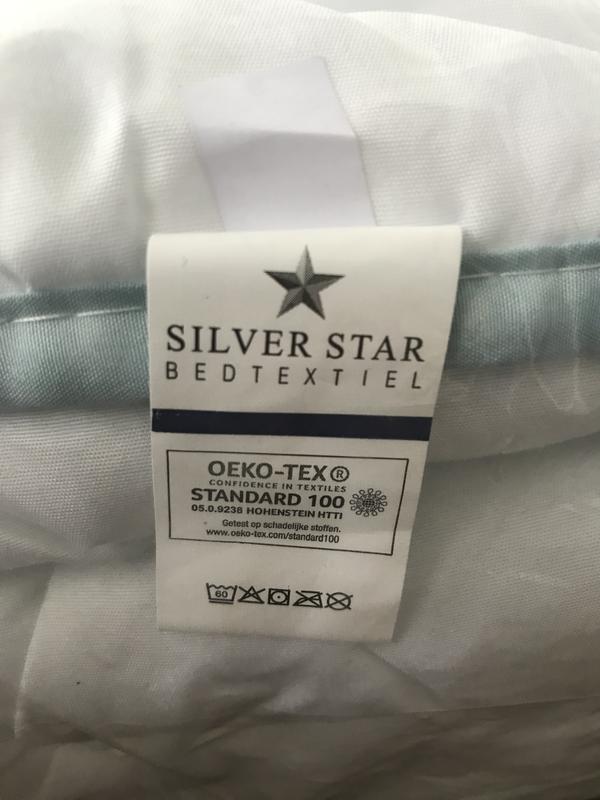 SILVER STAR
BEDTEXTIEL
OEKO-TEX®
CONFIDENCE IN TEXTILES
STANDARD 100
05.0.9238 HOHENSTEIN HTTI
Getest op schadelijke stoffen.
www.oeko-tex.com/standard100
60